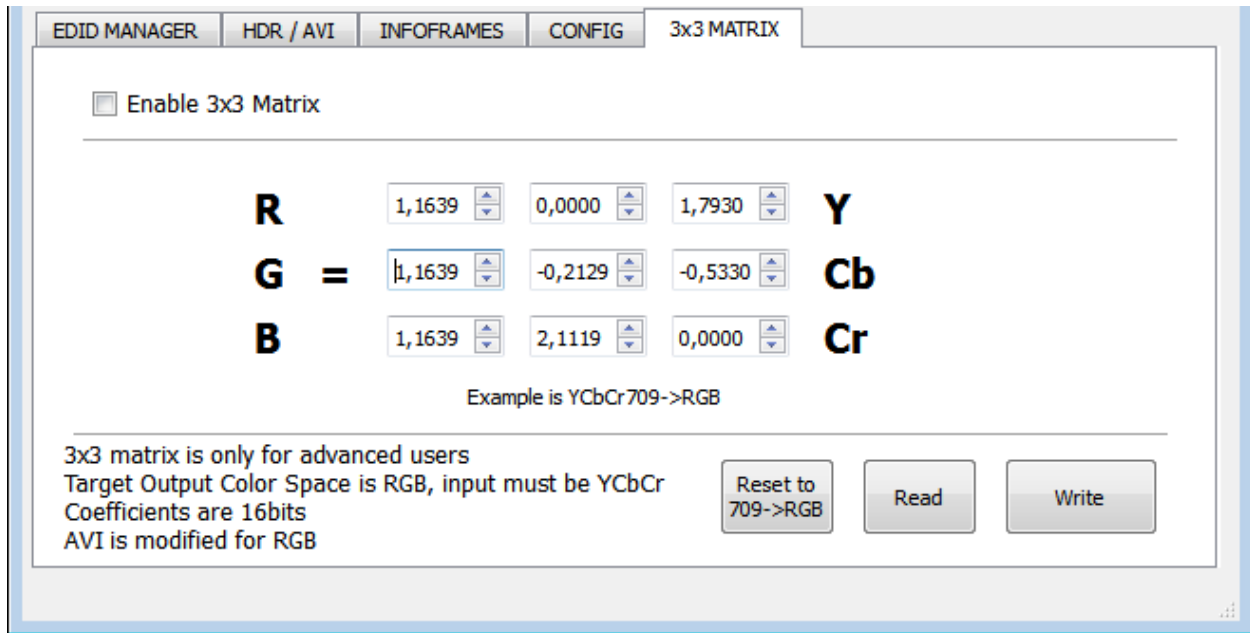 EDID MANAGER HDR / AVI INFOFRAMES CONFIG 3x3 MATRIX
Enable 3x3 Matrix
R 1,1639 0,0000 1,7930 Y
G = 1,1639 -0,2129 -0,5330 Cb
B 1,1639 2,1119 0,0000 Cr
Example is YCbCr709->RGB
3x3 matrix is only for advanced users
Target Output Color Space is RGB, input must be YCbCr
Coefficients are 16bits
AVI is modified for RGB
Reset to
709->RGB
Read
Write